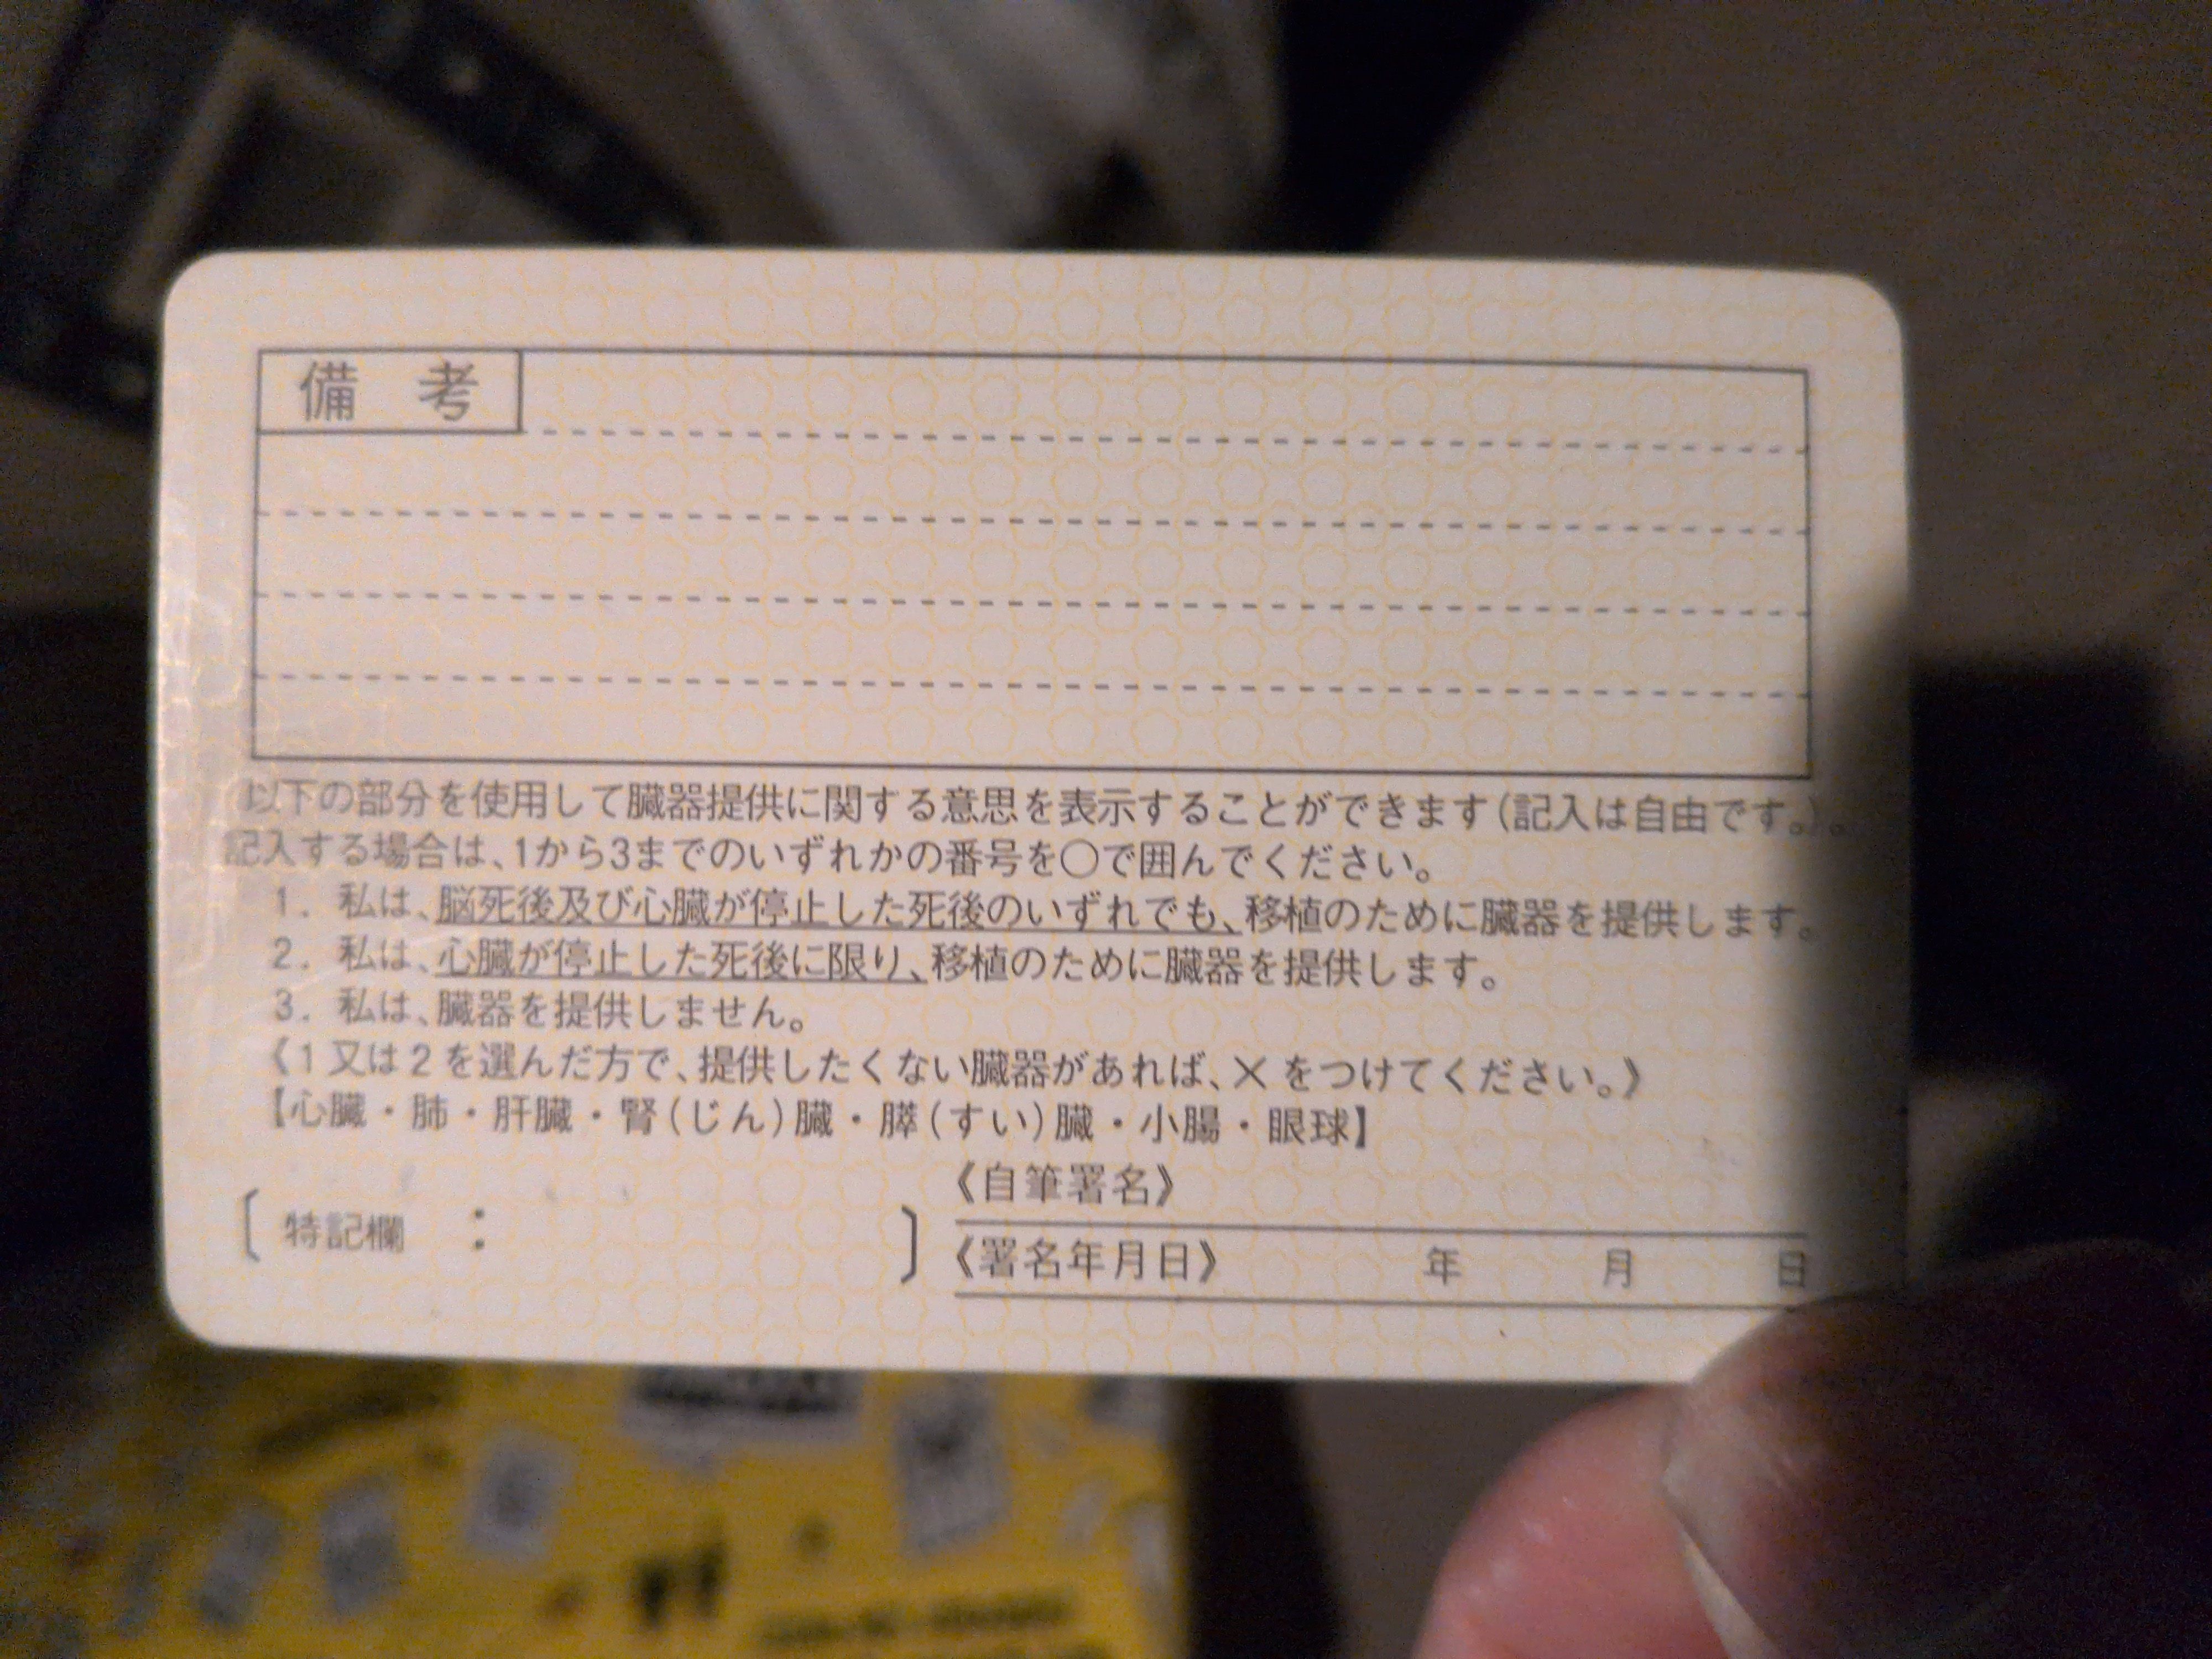 備考
以下の部分を使用して臓器提供に関する意思を表示することができます(記入は自由です。)。
記入する場合は、1から3までのいずれかの番号を○で囲んでください。
1. 私は、脳死後及び心臓が停止した死後のいずれでも、移植のために臓器を提供します。
2. 私は、心臓が停止した死後に限り、移植のために臓器を提供します。
3. 私は、臓器を提供しません。
《1又は2を選んだ方で、提供したくない臓器があれば、×をつけてください。》
【心臓・肺・肝臓・腎(じん)臓・膵(すい)臓・小腸・眼球】
〔特記欄 : 〕
《自筆署名》
《署名年月日》 年 月 日